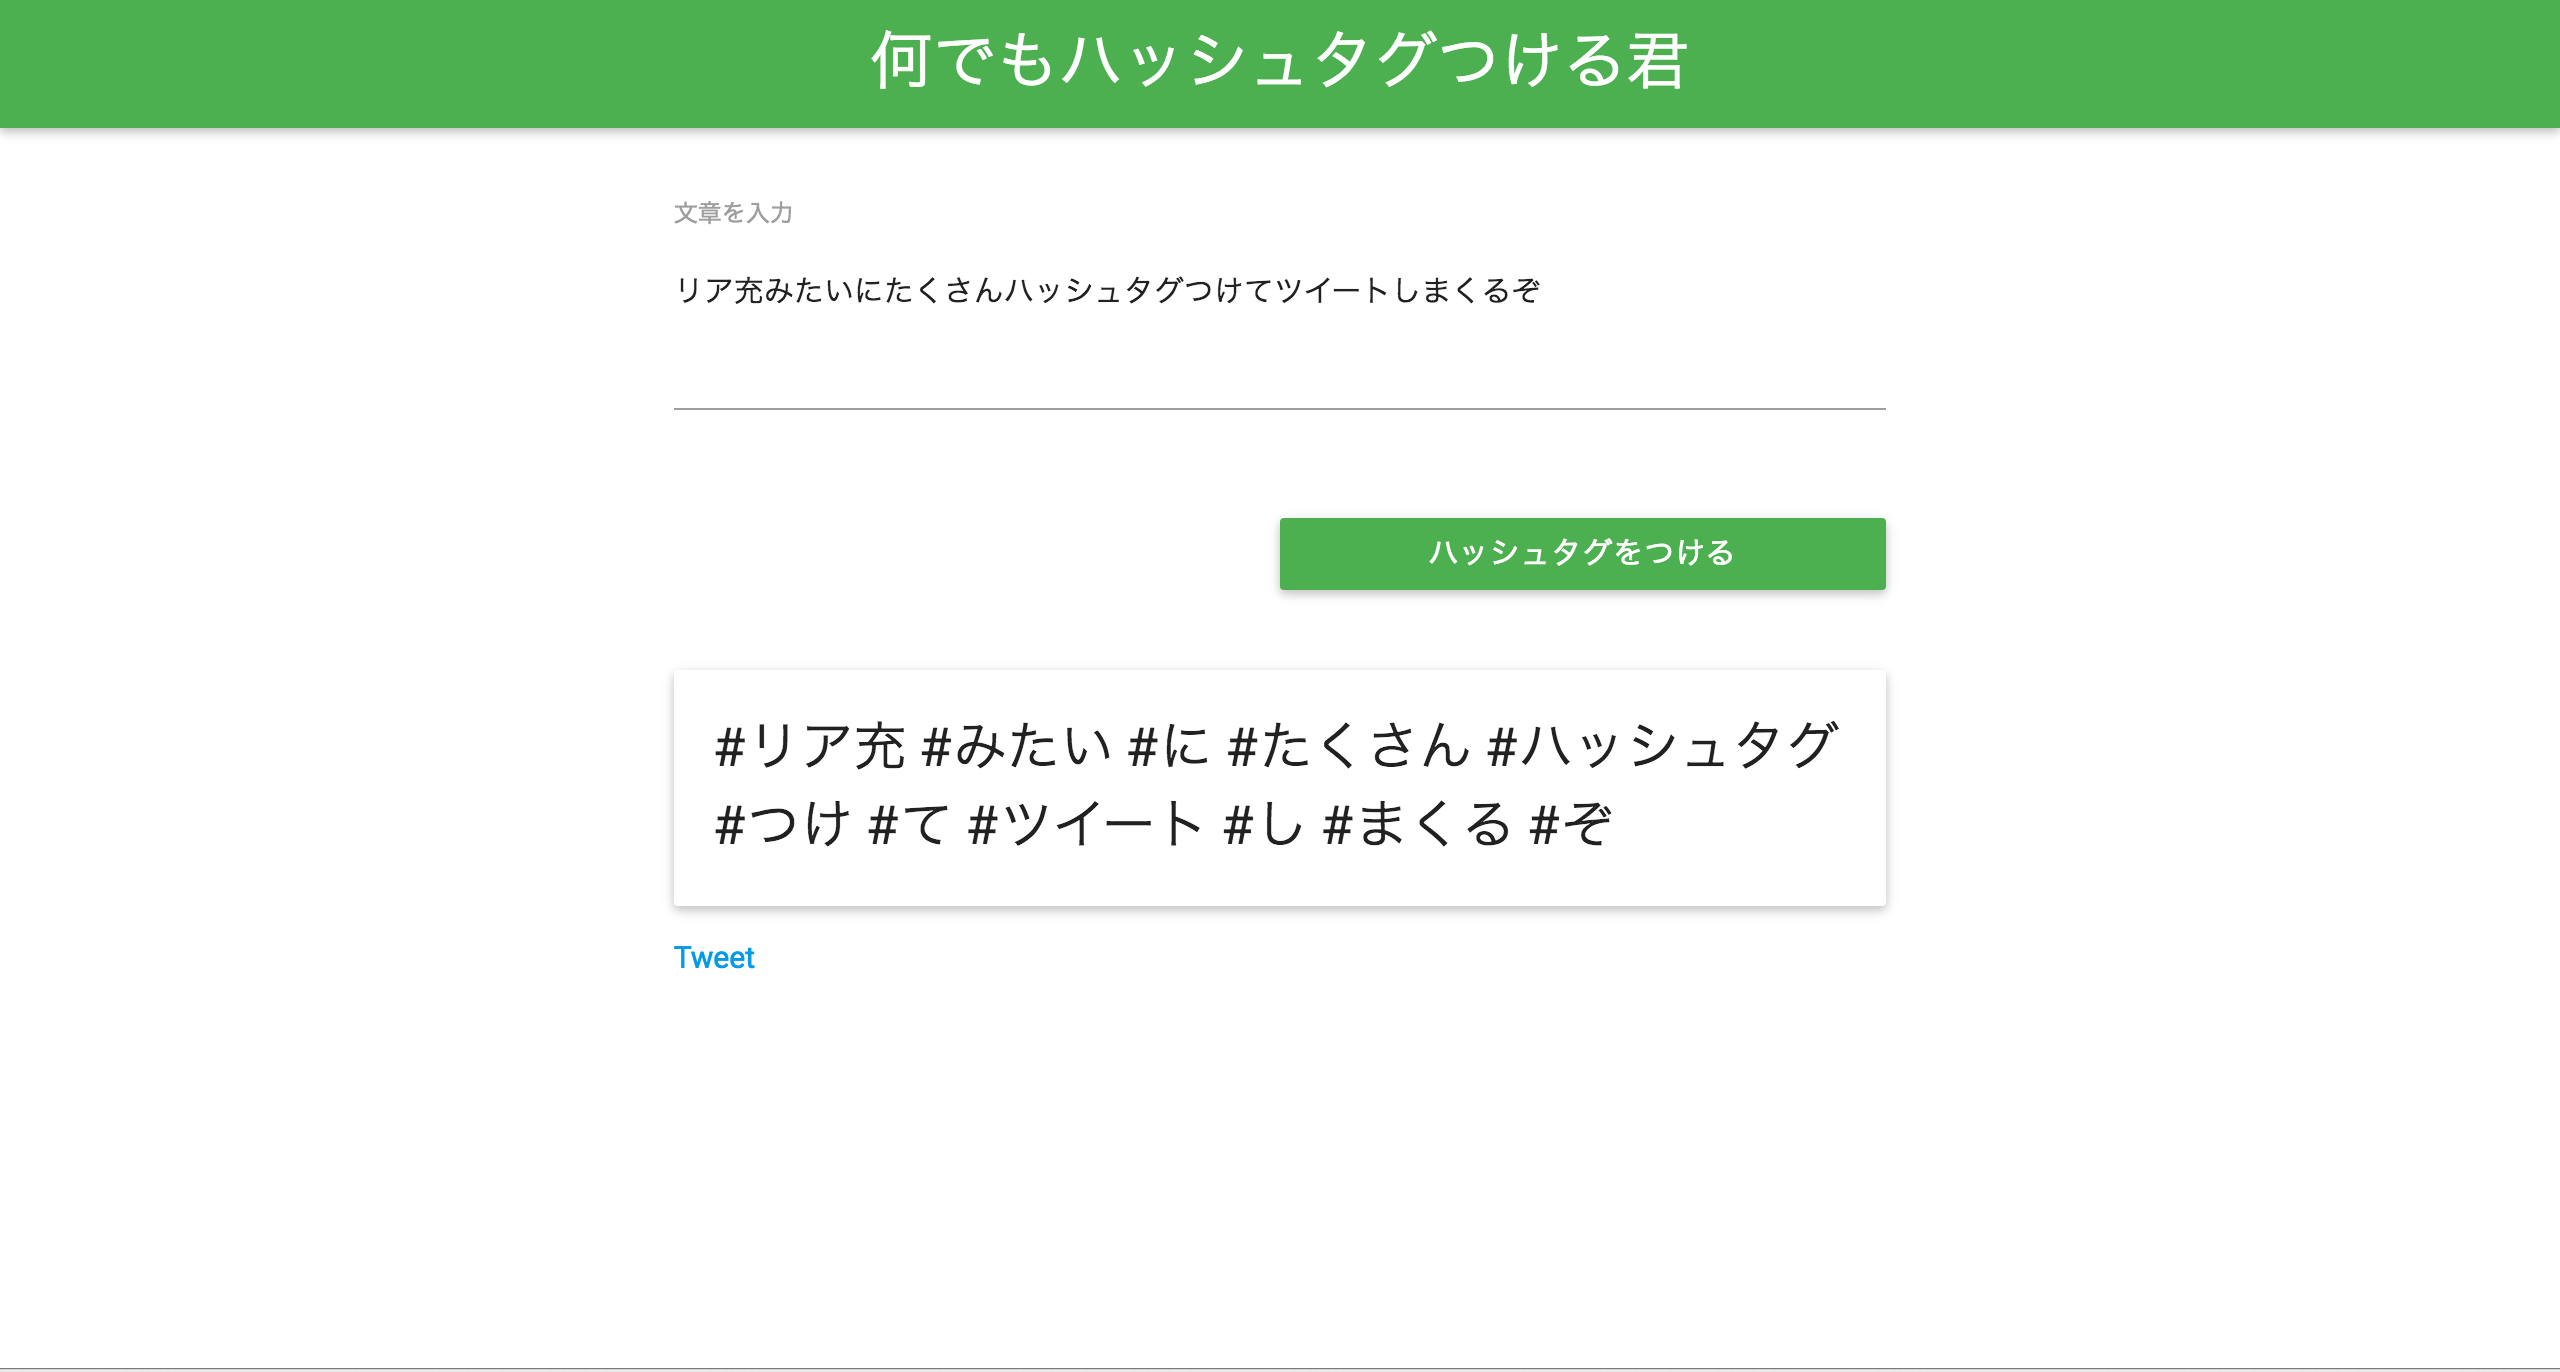 何でもハッシュタグつける君
文章を入力
リア充みたいにたくさんハッシュタグつけてツイートしまくるぞ
ハッシュタグをつける
#リア充 #みたい #に #たくさん #ハッシュタグ
#つけ #て #ツイート #し #まくる #ぞ
Tweet